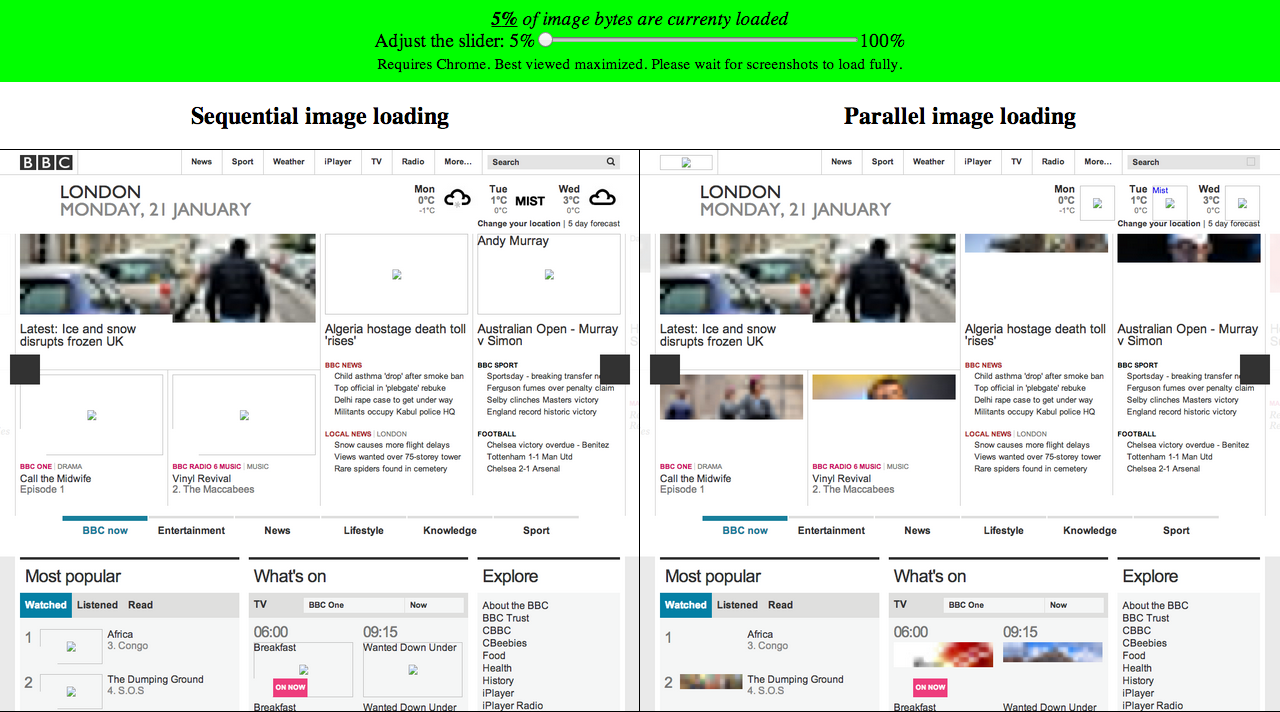 5% of image bytes are currenty loaded
Adjust the slider: 5% 100%
Requires Chrome. Best viewed maximized. Please wait for screenshots to load fully.
Sequential image loading
BBC
News Sport Weather iPlayer TV Radio More... Search
LONDON
MONDAY, 21 JANUARY
Mon 0°C -1°C
Tue 1°C 0°C MIST
Wed 3°C 0°C
Change your location | 5 day forecast
Andy Murray
Latest: Ice and snow
disrupts frozen UK
Algeria hostage death toll
'rises'
Australian Open - Murray
v Simon
BBC NEWS
Child asthma 'drop' after smoke ban
Top official in 'plebgate' rebuke
Delhi rape case to get under way
Militants occupy Kabul police HQ
LOCAL NEWS | LONDON
Snow causes more flight delays
Views wanted over 75-storey tower
Rare spiders found in cemetery
BBC SPORT
Sportsday - breaking transfer
Ferguson fumes over penalty claim
Selby clinches Masters victory
England record historic victory
FOOTBALL
Chelsea victory overdue - Benitez
Tottenham 1-1 Man Utd
Chelsea 2-1 Arsenal
BBC ONE | DRAMA
Call the Midwife
Episode 1
BBC RADIO 6 MUSIC | MUSIC
Vinyl Revival
2. The Maccabees
BBC now Entertainment News Lifestyle Knowledge Sport
Most popular
Watched Listened Read
1 Africa
3. Congo
2 The Dumping Ground
4. S.O.S
What's on
TV BBC One Now
06:00 09:15
Breakfast Wanted Down Under
ON NOW
Breakfast Wanted Down Under
Explore
About the BBC
BBC Trust
CBBC
CBeebies
Food
Health
History
iPlayer
iPlayer Radio
Parallel image loading
News Sport Weather iPlayer TV Radio More... Search
LONDON
MONDAY, 21 JANUARY
Mon 0°C -1°C
Tue 1°C 0°C Mist
Wed 3°C 0°C
Change your location | 5 day forecast
Latest: Ice and snow
disrupts frozen UK
Algeria hostage death toll
'rises'
Australian Open - Murray
v Simon
BBC NEWS
Child asthma 'drop' after smoke ban
Top official in 'plebgate' rebuke
Delhi rape case to get under way
Militants occupy Kabul police HQ
LOCAL NEWS | LONDON
Snow causes more flight delays
Views wanted over 75-storey tower
Rare spiders found in cemetery
BBC SPORT
Sportsday - breaking transfer
Ferguson fumes over penalty claim
Selby clinches Masters victory
England record historic victory
FOOTBALL
Chelsea victory overdue - Benitez
Tottenham 1-1 Man Utd
Chelsea 2-1 Arsenal
BBC ONE | DRAMA
Call the Midwife
Episode 1
BBC RADIO 6 MUSIC | MUSIC
Vinyl Revival
2. The Maccabees
BBC now Entertainment News Lifestyle Knowledge Sport
Most popular
Watched Listened Read
1 Africa
3. Congo
2 The Dumping Ground
4. S.O.S
What's on
TV BBC One Now
06:00 09:15
ON NOW
Breakfast Wanted Down Under
Explore
About the BBC
BBC Trust
CBBC
CBeebies
Food
Health
History
iPlayer
iPlayer Radio